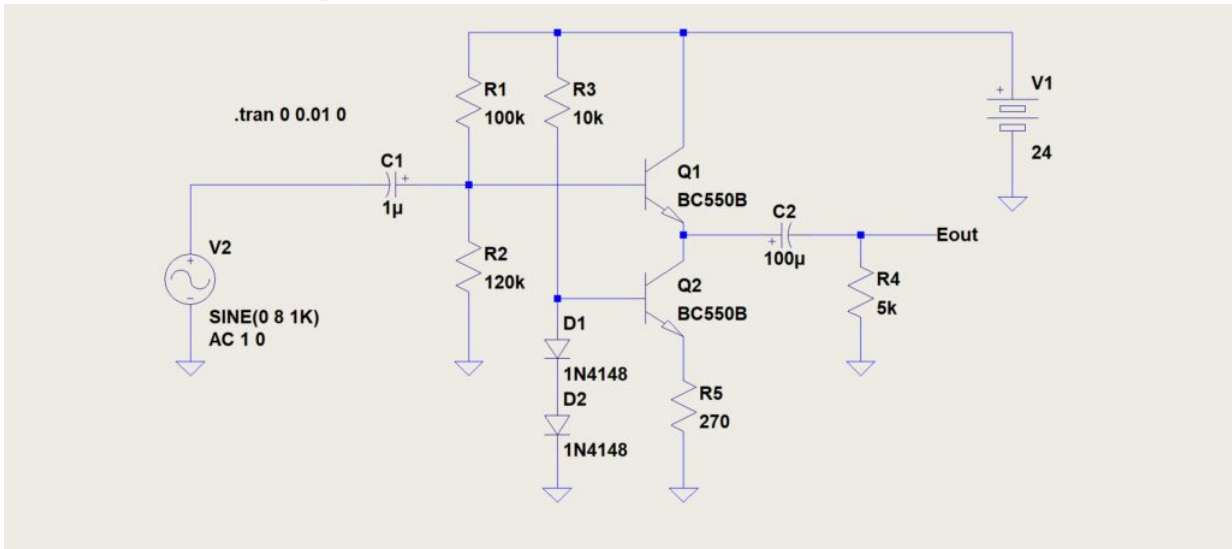 R1
100k
R3
10k
V1
+
24
.tran 0 0.01 0
C1
+
1µ
Q1
BC550B
C2
+
100µ
Eout
V2
+
−
SINE(0 8 1K)
AC 1 0
R2
120k
Q2
BC550B
R4
5k
D1
1N4148
D2
1N4148
R5
270